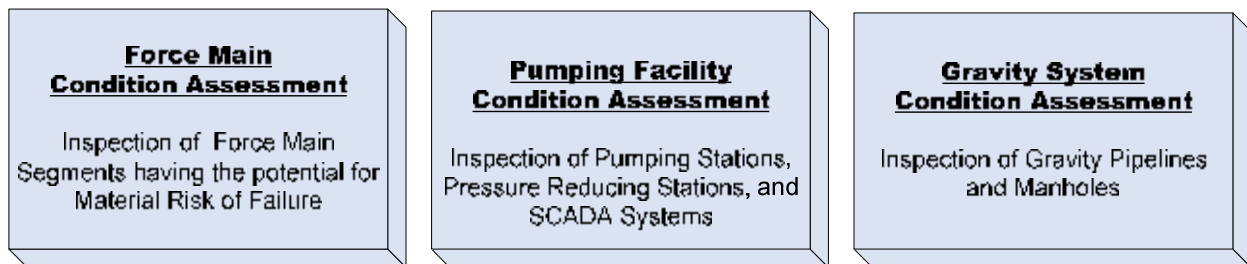 Force Main
Condition Assessment
Inspection of Force Main
Segments having the potential for
Material Risk of Failure
Pumping Facility
Condition Assessment
Inspection of Pumping Stations,
Pressure Reducing Stations, and
SCADA Systems
Gravity System
Condition Assessment
Inspection of Gravity Pipelines
and Manholes